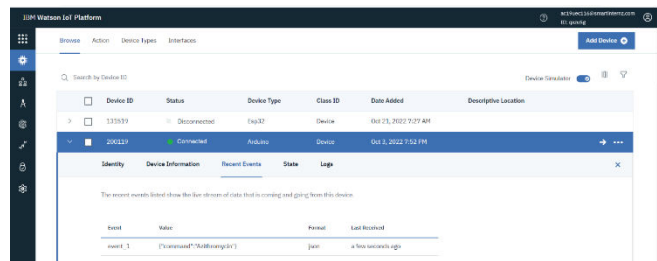 IBM Watson IoT Platform
Browse Action Device Types Interfaces
Add Device
Search by Device ID
Device Simulator
Device ID Status Device Type Class ID Date Added Descriptive Location
131519 Disconnected Esp32 Device Oct 21, 2022 7:27 AM
200119 Connected Arduino Device Oct 3, 2022 7:52 PM
Identity Device Information Recent Events State Logs
The recent events listed show the live stream of data that is coming and going from this device.
Event Value Format Last Received
event_1 json a few seconds ago